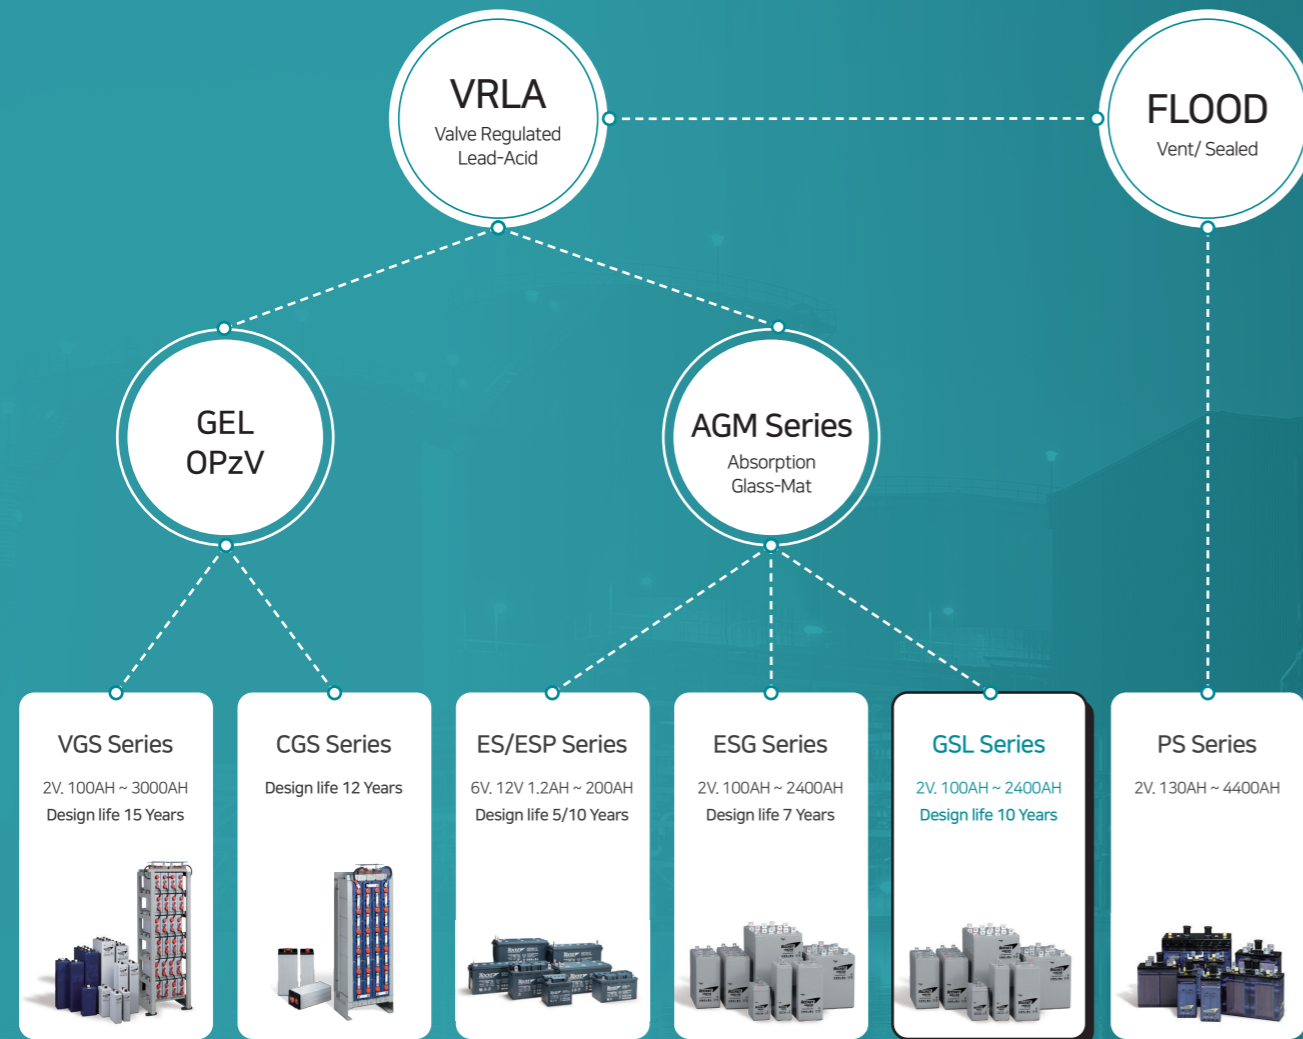 VRLA
Valve Regulated
Lead-Acid
FLOOD
Vent/ Sealed
GEL
OPzV
AGM Series
Absorption
Glass-Mat
VGS Series
2V. 100AH ~ 3000AH
Design life 15 Years
CGS Series
Design life 12 Years
ES/ESP Series
6V. 12V 1.2AH ~ 200AH
Design life 5/10 Years
ESG Series
2V. 100AH ~ 2400AH
Design life 7 Years
GSL Series
2V. 100AH ~ 2400AH
Design life 10 Years
PS Series
2V. 130AH ~ 4400AH